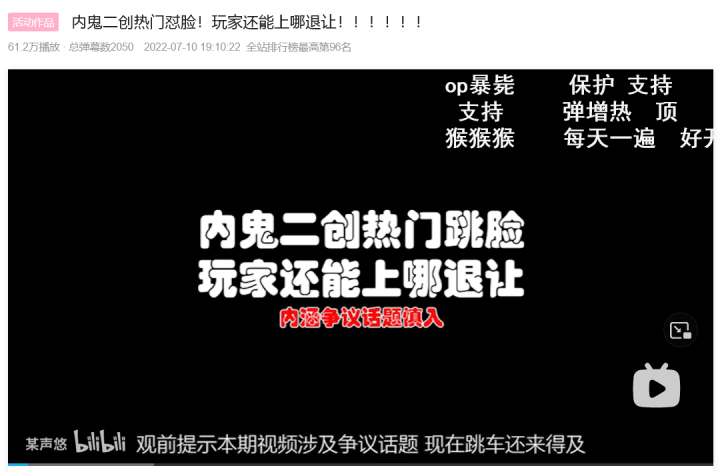 活动作品 内鬼二创热门怼脸！玩家还能上哪退让！！！！！！
61.2万播放 · 总弹幕数2050 2022-07-10 19:10:22 全站排行榜最高第96名
op暴毙 保护 支持
支持 弹增热 顶
猴猴猴 每天一遍 好开
内鬼二创热门跳脸
玩家还能上哪退让
内涵争议话题慎入
某声悠 bilibili 观前提示本期视频涉及争议话题 现在跳车还来得及